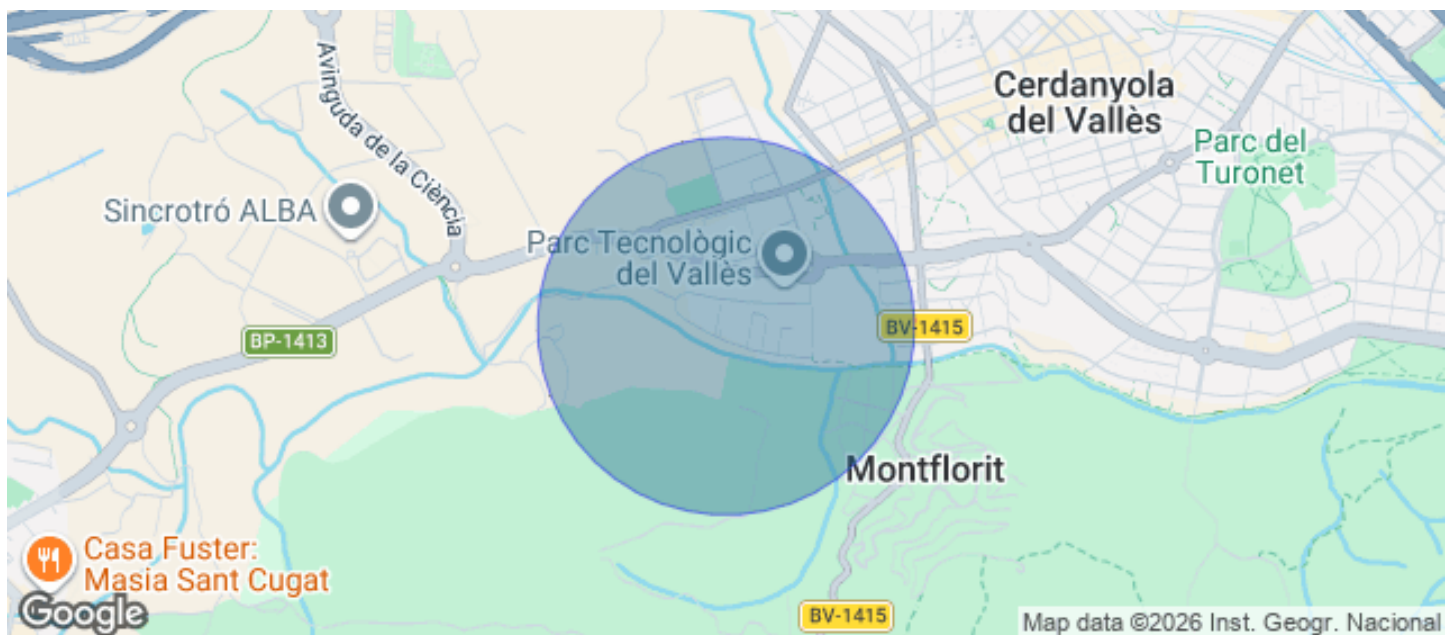 Cerdanyola
del Vallès
Parc del
Turonet
Avinguda de la Ciència
Sincrotró ALBA
Parc Tecnològic
del Vallès
BV-1415
BP-1413
Montflorit
Casa Fuster:
Masia Sant Cugat
BV-1415
Google
Map data ©2026 Inst. Geogr. Nacional